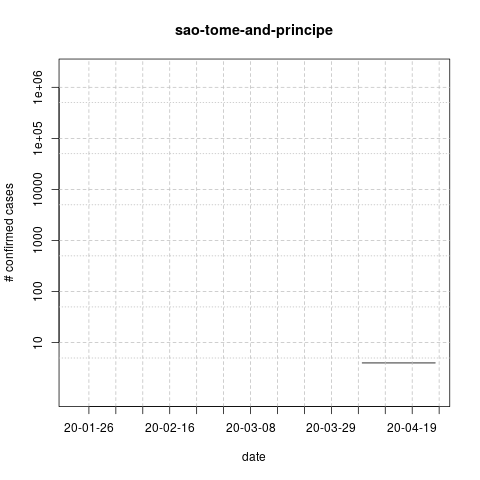 sao-tome-and-principe
# confirmed cases
1e+06
1e+05
10000
1000
100
10
20-01-26 20-02-16 20-03-08 20-03-29 20-04-19
date